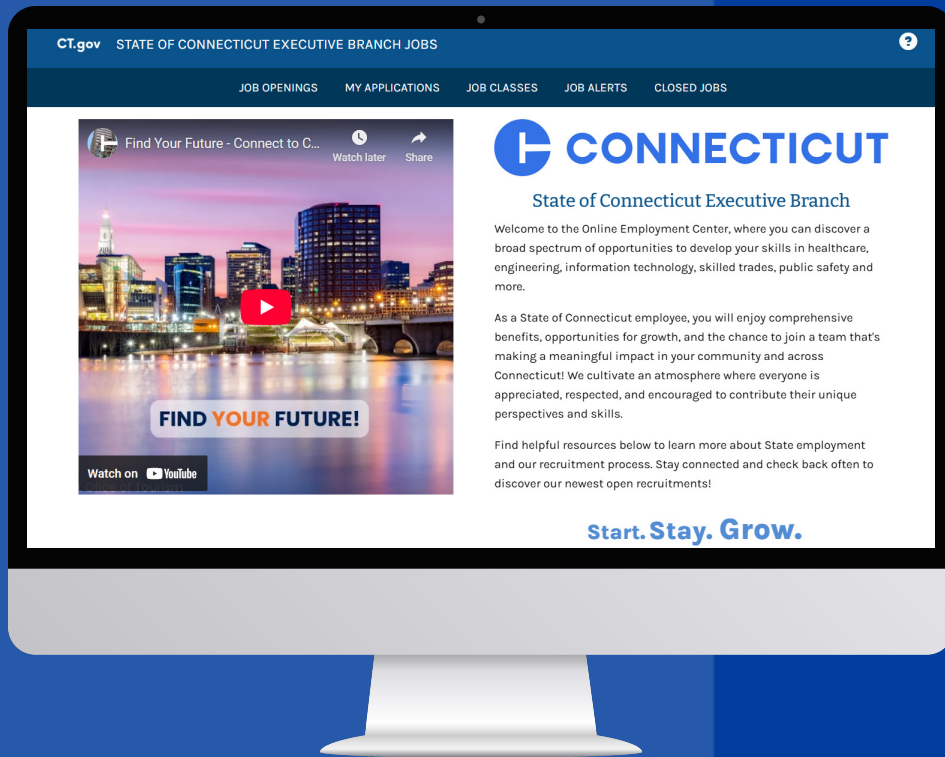 CT.gov STATE OF CONNECTICUT EXECUTIVE BRANCH JOBS
?
JOB OPENINGS MY APPLICATIONS JOB CLASSES JOB ALERTS CLOSED JOBS
Find Your Future - Connect to C...
Watch later Share
FIND YOUR FUTURE!
Watch on YouTube
Office of Tourism
CONNECTICUT
State of Connecticut Executive Branch
Welcome to the Online Employment Center, where you can discover a
broad spectrum of opportunities to develop your skills in healthcare,
engineering, information technology, skilled trades, public safety and
more.
As a State of Connecticut employee, you will enjoy comprehensive
benefits, opportunities for growth, and the chance to join a team that's
making a meaningful impact in your community and across
Connecticut! We cultivate an atmosphere where everyone is
appreciated, respected, and encouraged to contribute their unique
perspectives and skills.
Find helpful resources below to learn more about State employment
and our recruitment process. Stay connected and check back often to
discover our newest open recruitments!
Start. Stay. Grow.